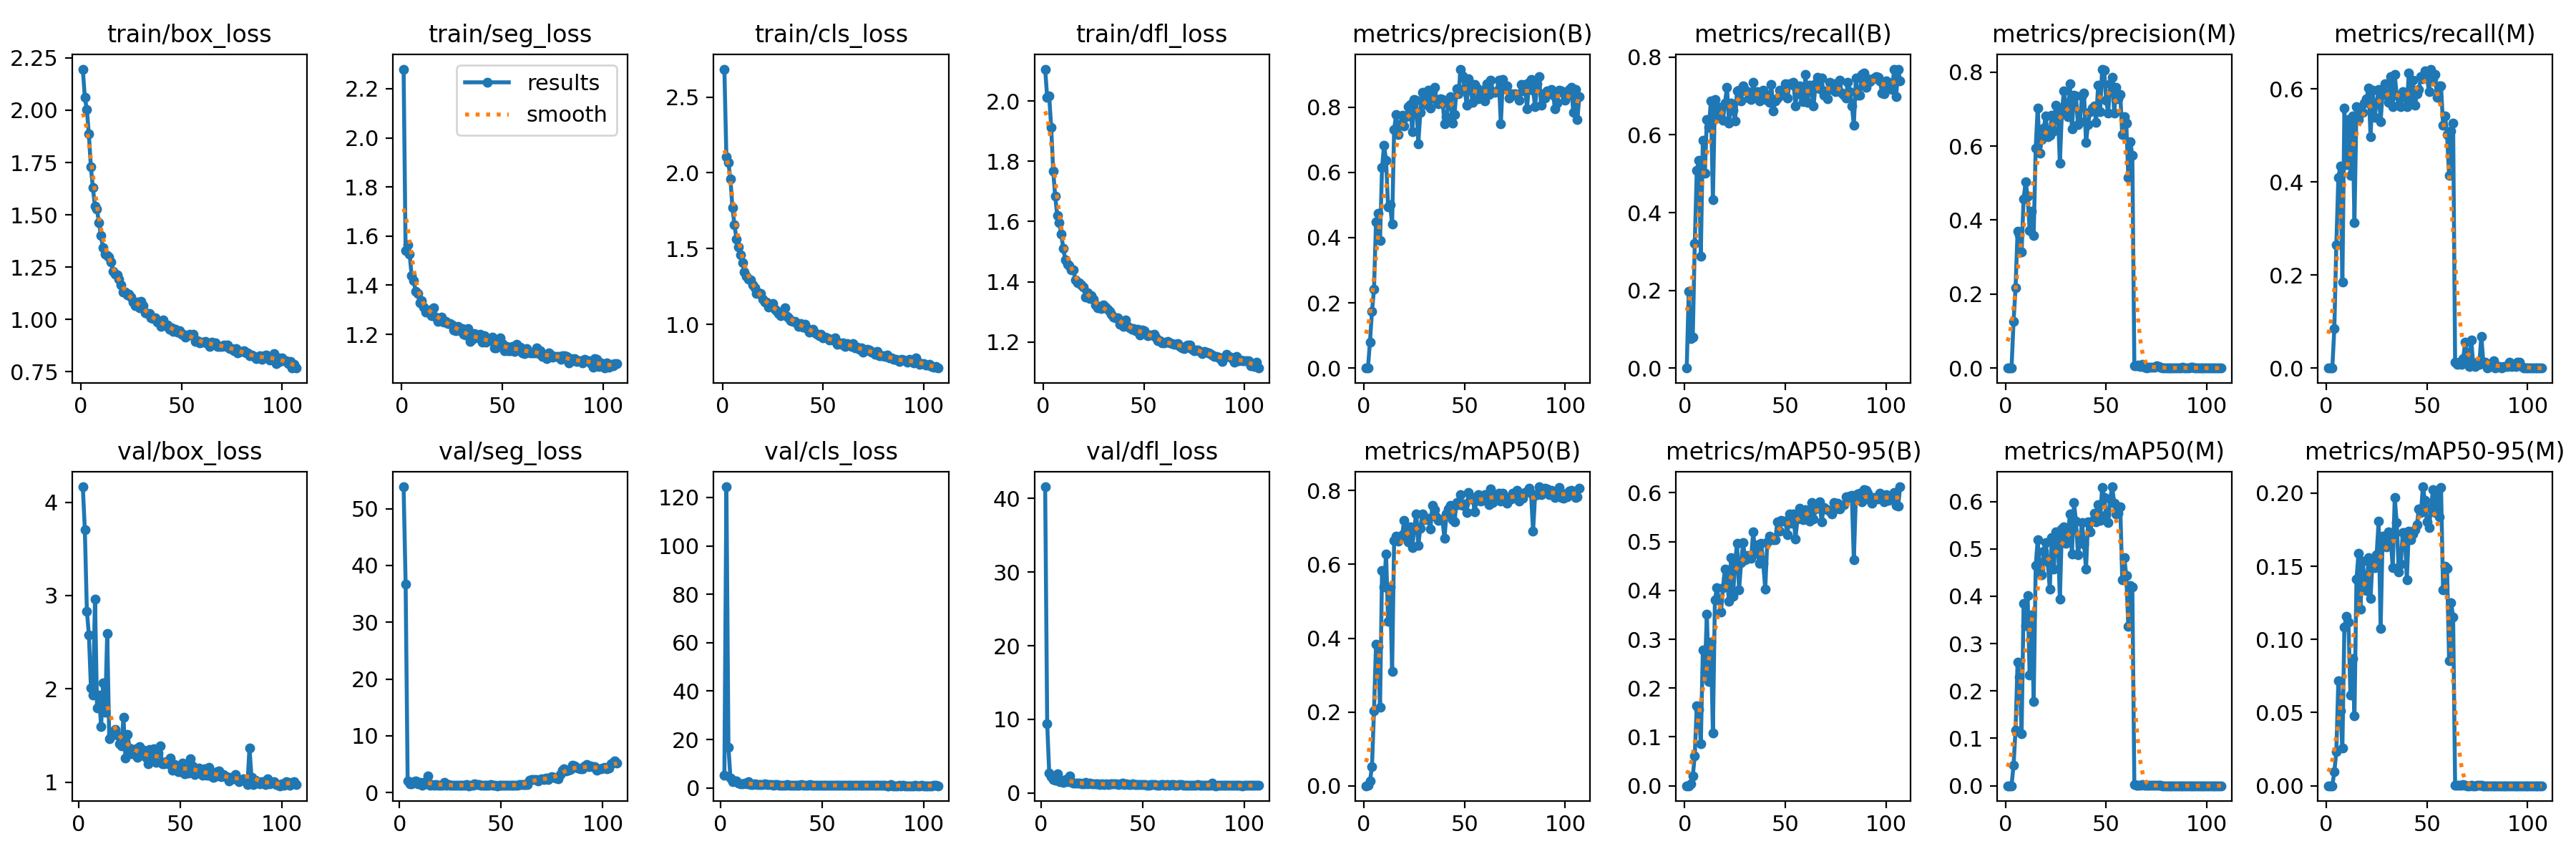 train/box_loss
train/seg_loss
train/cls_loss
train/dfl_loss
metrics/precision(B)
metrics/recall(B)
metrics/precision(M)
metrics/recall(M)
2.25
2.00
1.75
1.50
1.25
1.00
0.75
0 50 100
results
smooth
2.2
2.0
1.8
1.6
1.4
1.2
0 50 100
2.5
2.0
1.5
1.0
0 50 100
2.0
1.8
1.6
1.4
1.2
0 50 100
0.8
0.6
0.4
0.2
0.0
0 50 100
0.8
0.6
0.4
0.2
0.0
0 50 100
0.8
0.6
0.4
0.2
0.0
0 50 100
0.6
0.4
0.2
0.0
0 50 100
val/box_loss
val/seg_loss
val/cls_loss
val/dfl_loss
metrics/mAP50(B)
metrics/mAP50-95(B)
metrics/mAP50(M)
metrics/mAP50-95(M)
4
3
2
1
0 50 100
50
40
30
20
10
0
0 50 100
120
100
80
60
40
20
0
0 50 100
40
30
20
10
0
0 50 100
0.8
0.6
0.4
0.2
0.0
0 50 100
0.6
0.5
0.4
0.3
0.2
0.1
0.0
0 50 100
0.6
0.5
0.4
0.3
0.2
0.1
0.0
0 50 100
0.20
0.15
0.10
0.05
0.00
0 50 100